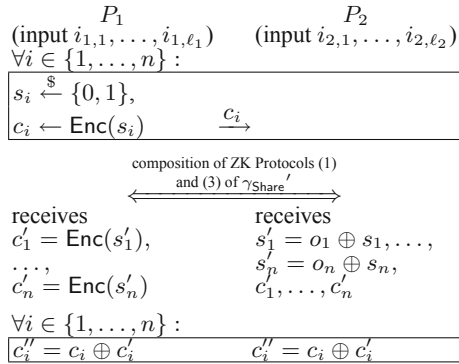 P₁ P₂
(input i₁,₁, . . . , i₁,ℓ₁) (input i₂,₁, . . . , i₂,ℓ₂)
∀i ∈ {1, . . . , n} :
sᵢ ←$ {0, 1},
cᵢ ← Enc(sᵢ) cᵢ →
composition of ZK Protocols (1)
and (3) of γ_Share′
receives receives
c′₁ = Enc(s′₁), s′₁ = o₁ ⊕ s₁, . . . ,
. . . , s′ₙ = oₙ ⊕ sₙ,
c′ₙ = Enc(s′ₙ) c′₁, . . . , c′ₙ
∀i ∈ {1, . . . , n} :
c″ᵢ = cᵢ ⊕ c′ᵢ c″ᵢ = cᵢ ⊕ c′ᵢ